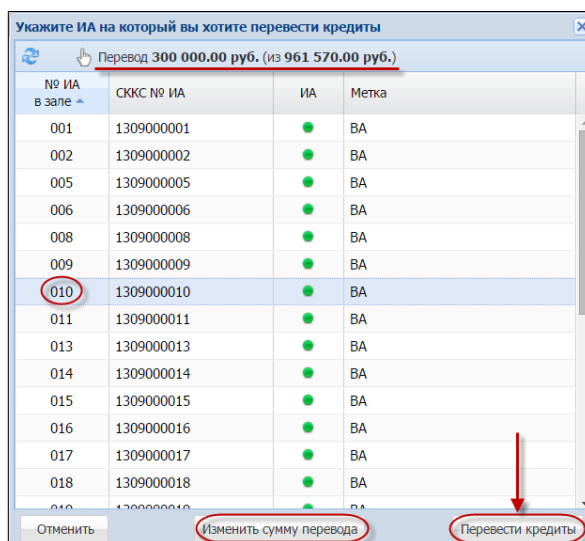 Укажите ИА на который вы хотите перевести кредиты
Перевод 300 000.00 руб. (из 961 570.00 руб.)
№ ИА в зале СККС № ИА ИА Метка
001 1309000001 ВА
002 1309000002 ВА
005 1309000005 ВА
006 1309000006 ВА
008 1309000008 ВА
009 1309000009 ВА
010 1309000010 ВА
011 1309000011 ВА
013 1309000013 ВА
014 1309000014 ВА
015 1309000015 ВА
016 1309000016 ВА
017 1309000017 ВА
018 1309000018 ВА
Отменить Изменить сумму перевода Перевести кредиты